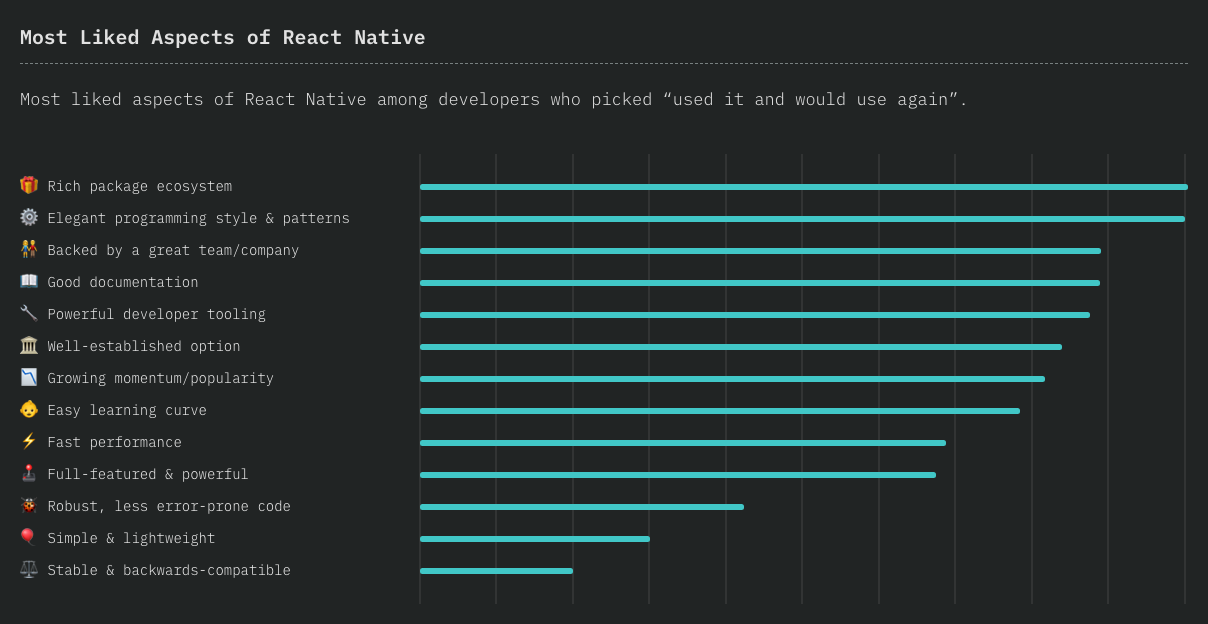 Most Liked Aspects of React Native
Most liked aspects of React Native among developers who picked “used it and would use again”.
Rich package ecosystem
Elegant programming style & patterns
Backed by a great team/company
Good documentation
Powerful developer tooling
Well-established option
Growing momentum/popularity
Easy learning curve
Fast performance
Full-featured & powerful
Robust, less error-prone code
Simple & lightweight
Stable & backwards-compatible